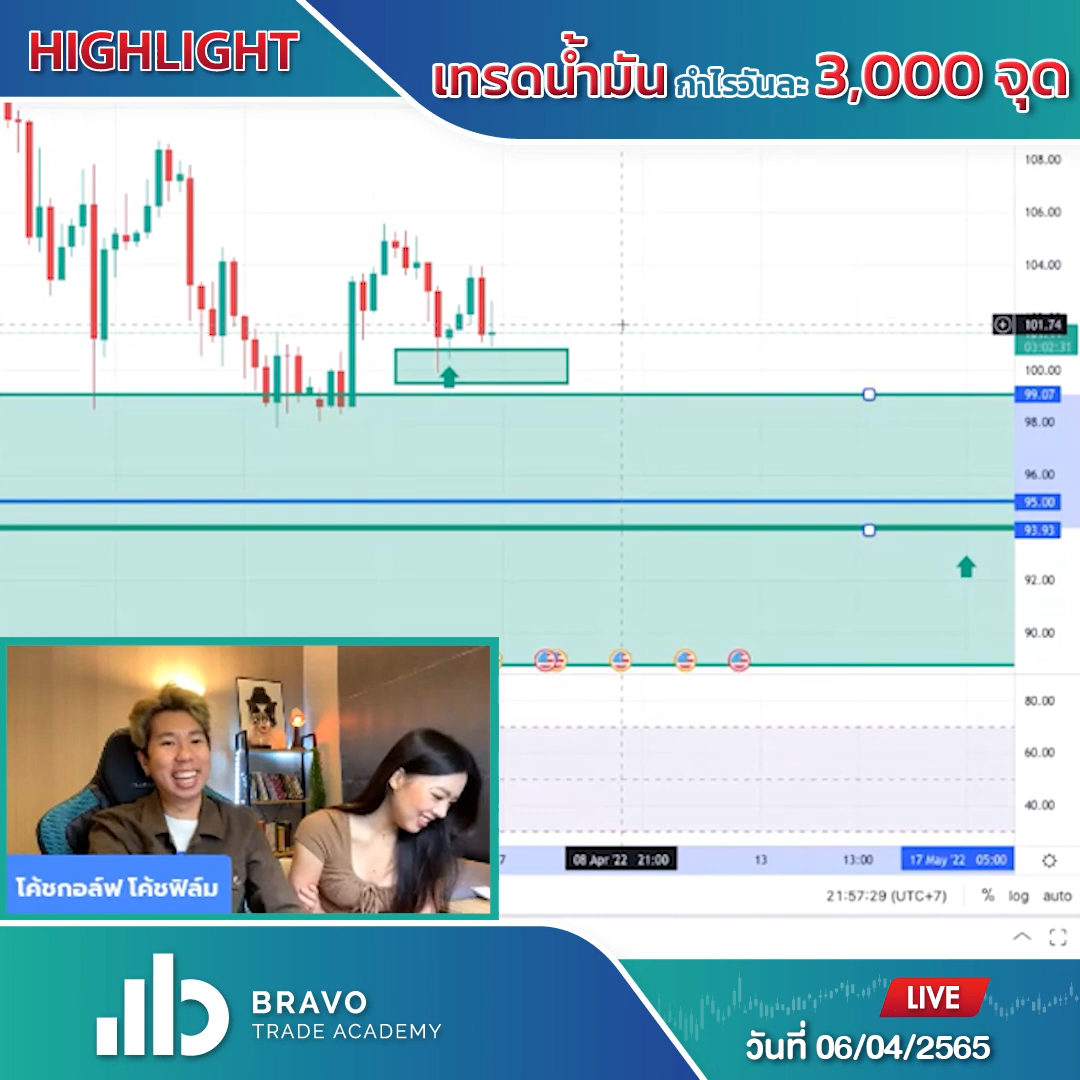 HIGHLIGHT
เทรดน้ำมัน กำไรวันละ 3,000 จุด
108.00
106.00
104.00
101.74
03:02:31
100.00
99.07
98.00
96.00
95.00
93.93
92.00
90.00
80.00
60.00
40.00
7
08 Apr '22 21:00
13
13:00
17 May '22 05:00
21:57:29 (UTC+7)
%
log
auto
โค้ชกอล์ฟ โค้ชฟิล์ม
BRAVO
TRADE ACADEMY
LIVE
วันที่ 06/04/2565